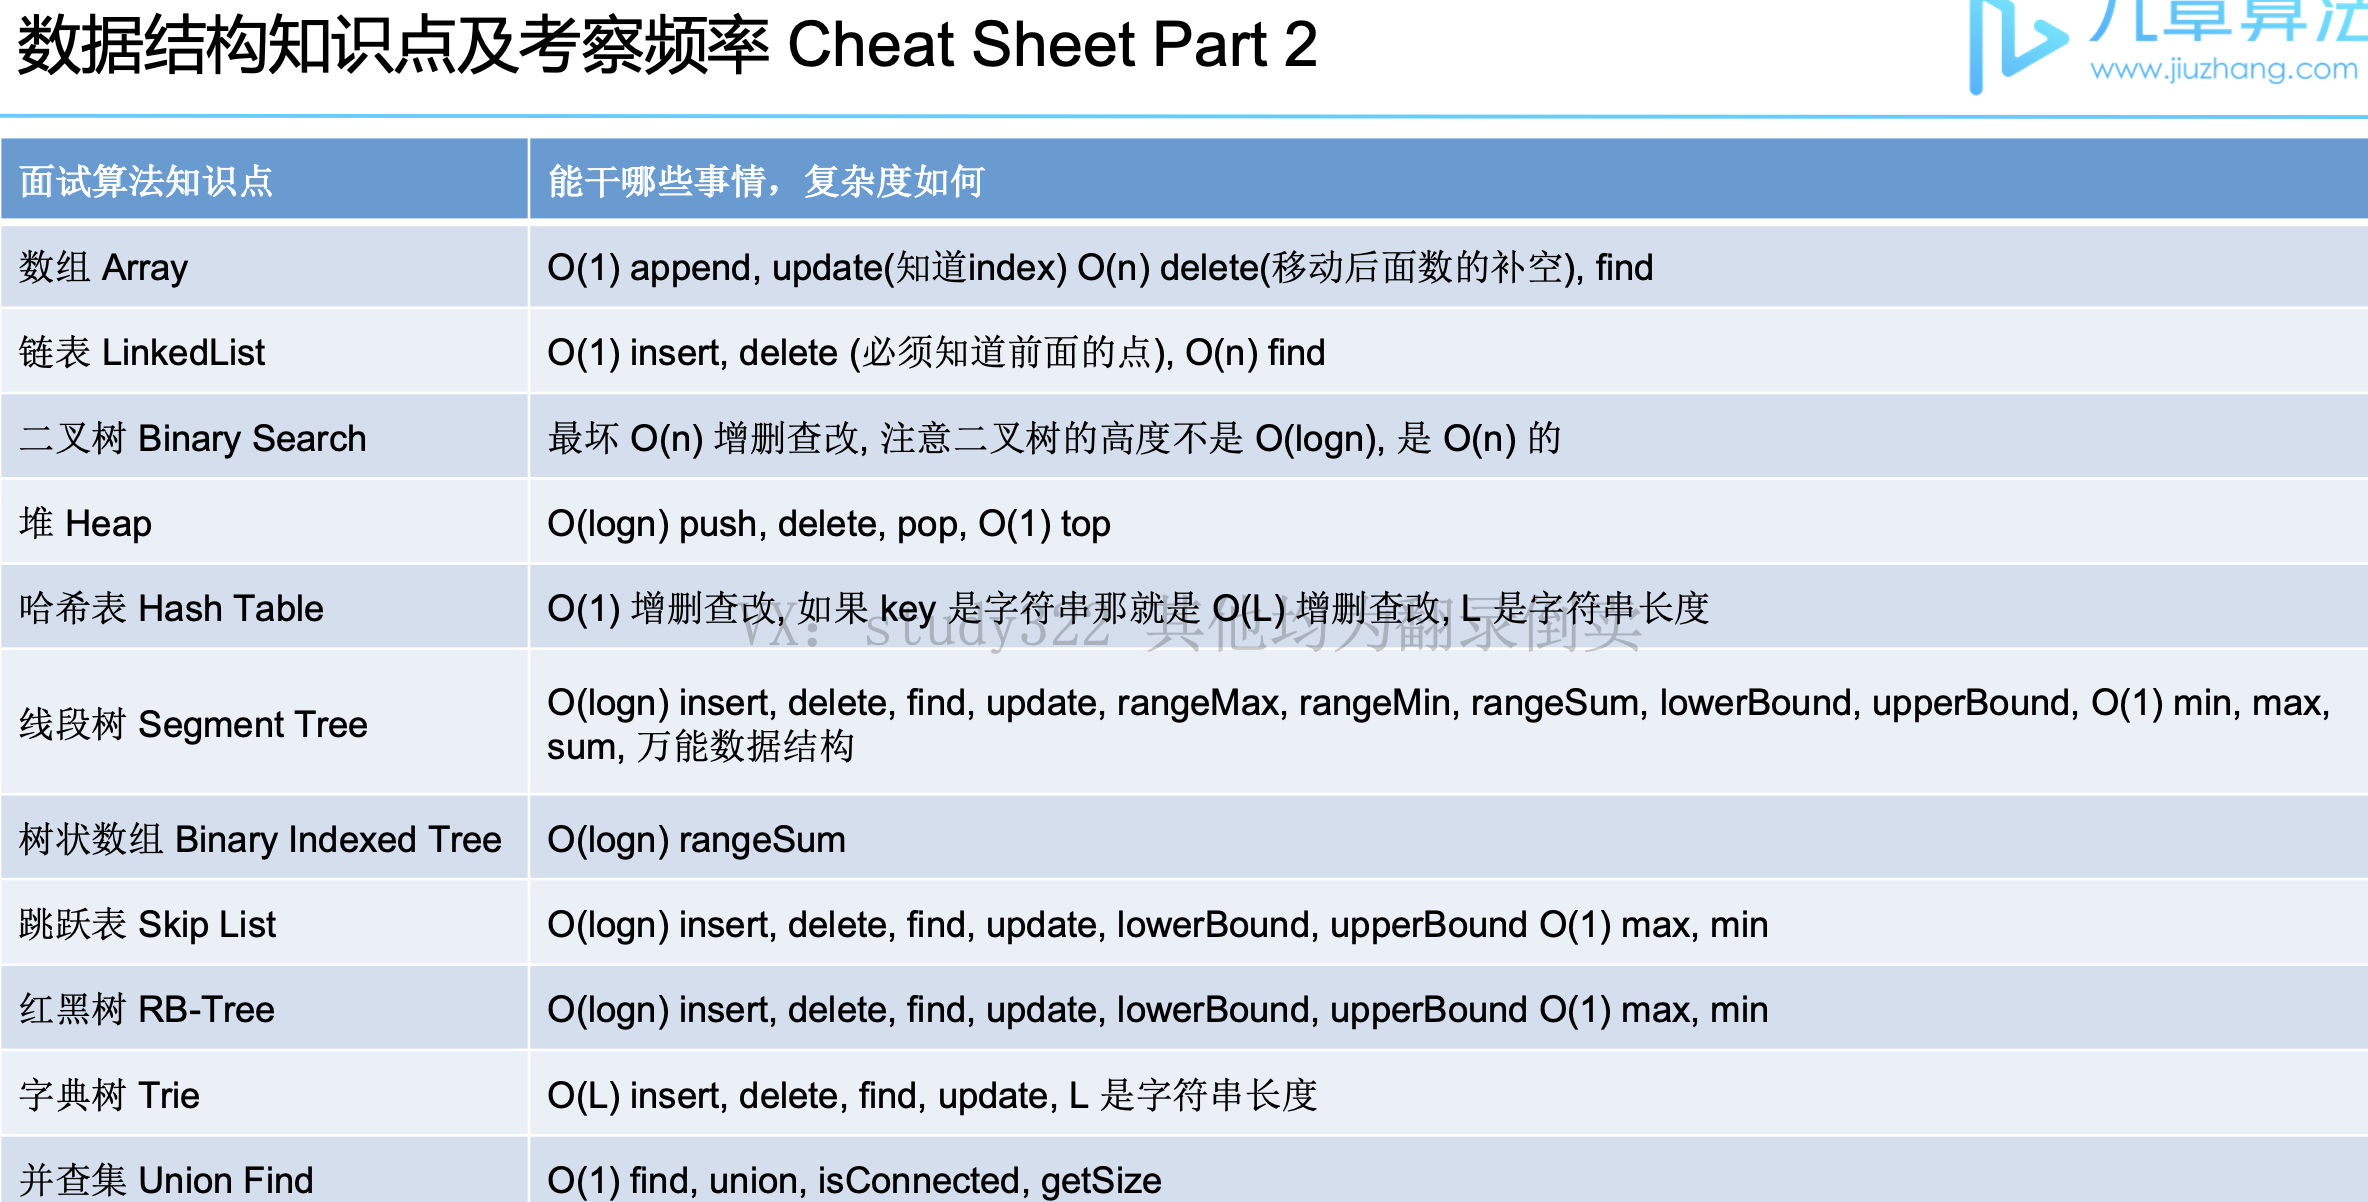 数据结构知识点及考察频率 Cheat Sheet Part 2
九章算法
www.jiuzhang.com
面试算法知识点
能干哪些事情，复杂度如何
数组 Array
O(1) append, update(知道index) O(n) delete(移动后面数的补空), find
链表 LinkedList
O(1) insert, delete (必须知道前面的点), O(n) find
二叉树 Binary Search
最坏 O(n) 增删查改, 注意二叉树的高度不是 O(logn), 是 O(n) 的
堆 Heap
O(logn) push, delete, pop, O(1) top
哈希表 Hash Table
O(1) 增删查改, 如果 key 是字符串那就是 O(L) 增删查改, L 是字符串长度
VX: study322 其他均为翻录倒卖
线段树 Segment Tree
O(logn) insert, delete, find, update, rangeMax, rangeMin, rangeSum, lowerBound, upperBound, O(1) min, max,
sum, 万能数据结构
树状数组 Binary Indexed Tree
O(logn) rangeSum
跳跃表 Skip List
O(logn) insert, delete, find, update, lowerBound, upperBound O(1) max, min
红黑树 RB-Tree
O(logn) insert, delete, find, update, lowerBound, upperBound O(1) max, min
字典树 Trie
O(L) insert, delete, find, update, L 是字符串长度
并查集 Union Find
O(1) find, union, isConnected, getSize